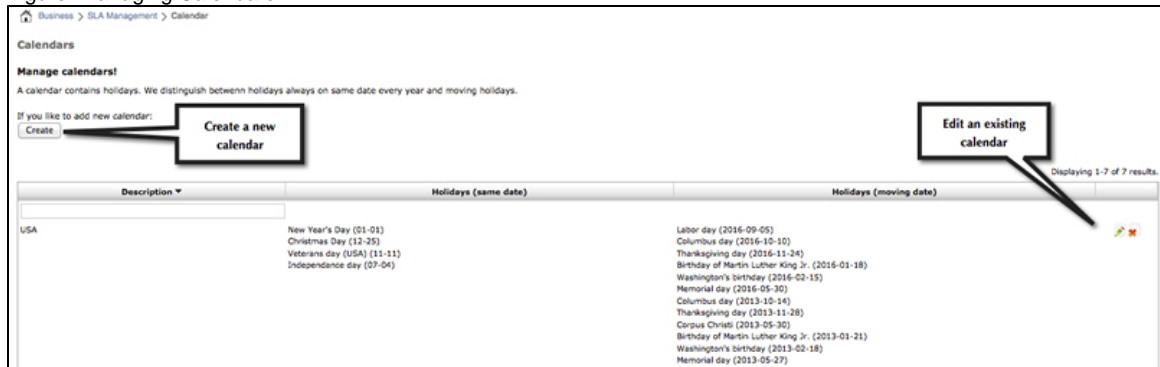 Business > SLA Management > Calendar
Calendars
Manage calendars!
A calendar contains holidays. We distinguish betwenn holidays always on same date every year and moving holidays.
If you like to add new calendar:
Create
Create a new
calendar
Edit an existing
calendar
Displaying 1-7 of 7 results.
Description ▼ Holidays (same date) Holidays (moving date)
USA New Year's Day (01-01) Labor day (2016-09-05)
Christmas Day (12-25) Columbus day (2016-10-10)
Veterans day (USA) (11-11) Thanksgiving day (2016-11-24)
Independance day (07-04) Birthday of Martin Luther King Jr. (2016-01-18)
Washington's birthday (2016-02-15)
Memorial day (2016-05-30)
Columbus day (2013-10-14)
Thanksgiving day (2013-11-28)
Corpus Christi (2013-05-30)
Birthday of Martin Luther King Jr. (2013-01-21)
Washington's birthday (2013-02-18)
Memorial day (2013-05-27)